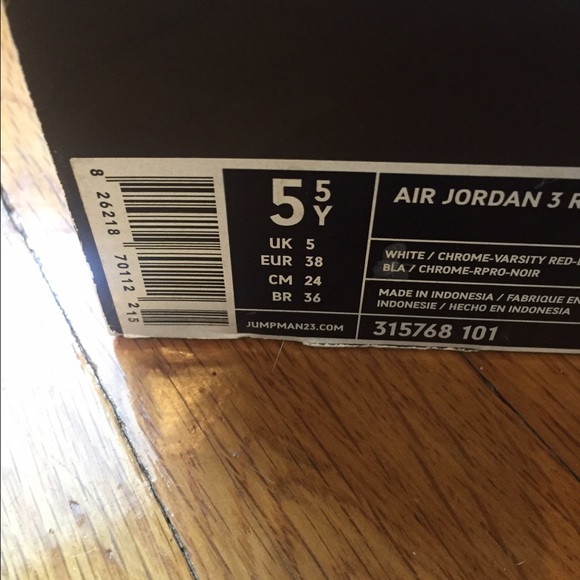 8 26218 70112 215
5 5Y
UK 5
EUR 38
CM 24
BR 36
JUMPMAN23.COM
AIR JORDAN 3 R
WHITE / CHROME-VARSITY RED-
BLA / CHROME-RPRO-NOIR
MADE IN INDONESIA / FABRIQUE EN
INDONESIE / HECHO EN INDONESIA
315768 101